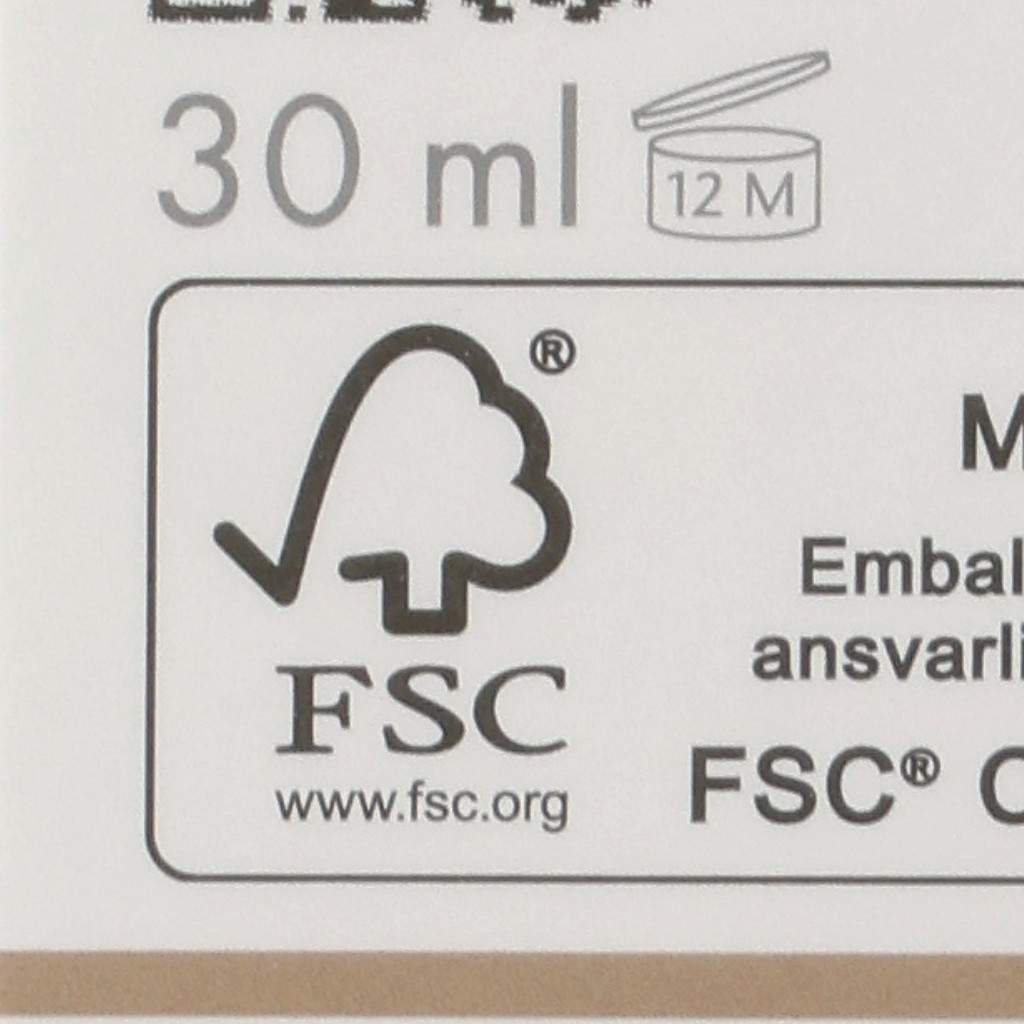 30 ml 12 M
®
M
Embal
ansvarli
FSC
FSC® C
www.fsc.org